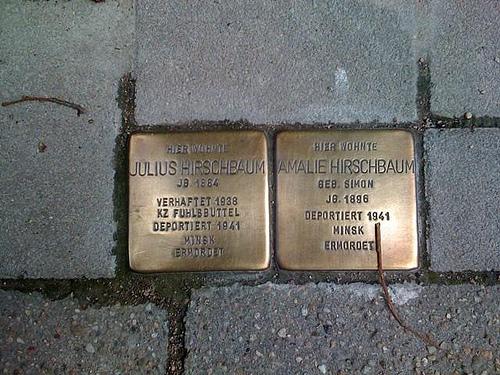 HIER WOHNTE
JULIUS HIRSCHBAUM
JG. 1884
VERHAFTET 1938
KZ FUHLSBÜTTEL
DEPORTIERT 1941
MINSK
ERMORDET
HIER WOHNTE
AMALIE HIRSCHBAUM
GEB. SIMON
JG. 1896
DEPORTIERT 1941
MINSK
ERMORDET